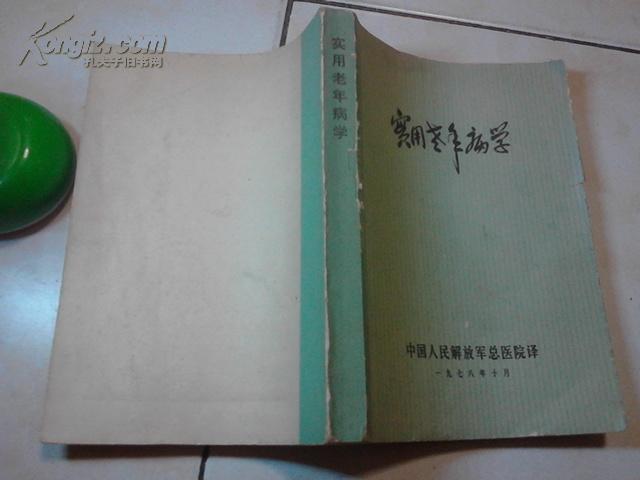 Kongfz.com
孔夫子旧书网
实用老年病学
實用老年病学
中国人民解放军总医院译
一九七八年十月